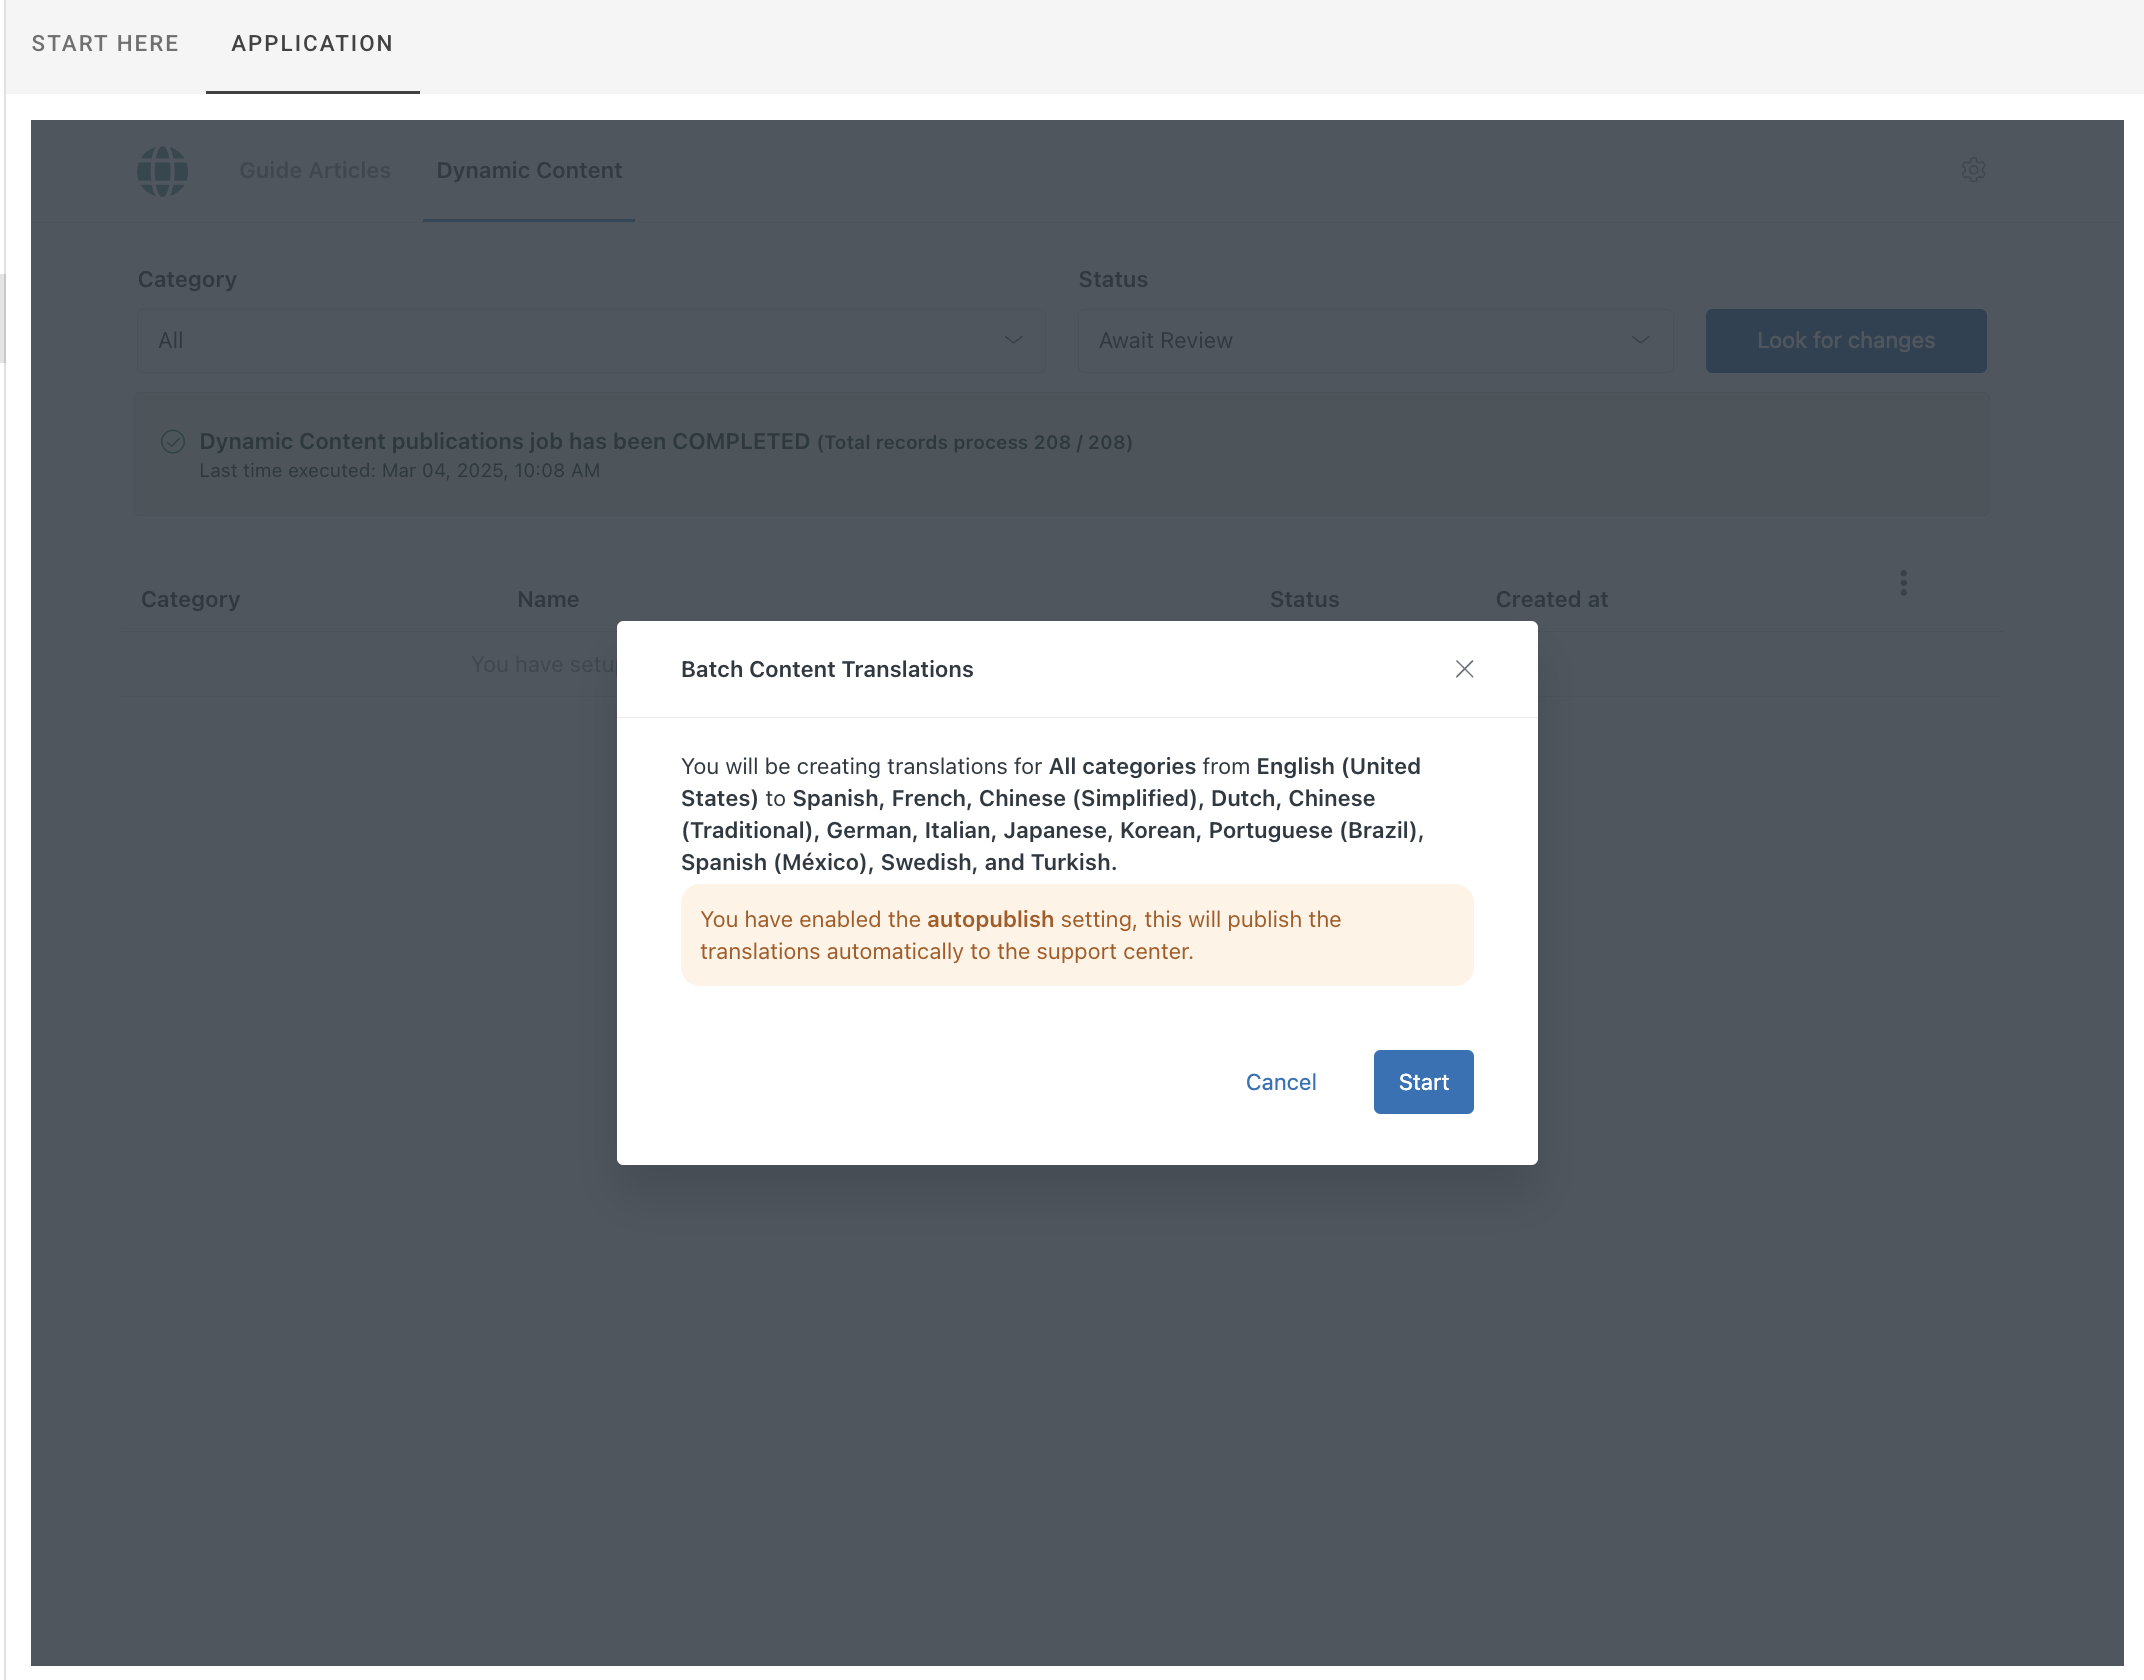 START HERE
APPLICATION
Guide Articles
Dynamic Content
Category
Status
All
Await Review
Look for changes
Dynamic Content publications job has been COMPLETED (Total records process 208 / 208)
Last time executed: Mar 04, 2025, 10:08 AM
Category
Name
Status
Created at
You have setu
Batch Content Translations
You will be creating translations for All categories from English (United
States) to Spanish, French, Chinese (Simplified), Dutch, Chinese
(Traditional), German, Italian, Japanese, Korean, Portuguese (Brazil),
Spanish (México), Swedish, and Turkish.
You have enabled the autopublish setting, this will publish the
translations automatically to the support center.
Cancel
Start